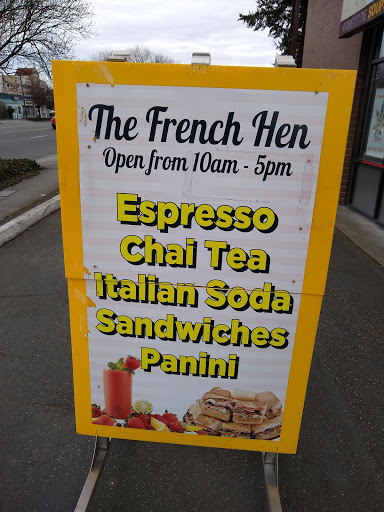 The French Hen
Open from 10am - 5pm
Espresso
Chai Tea
Italian Soda
Sandwiches
Panini